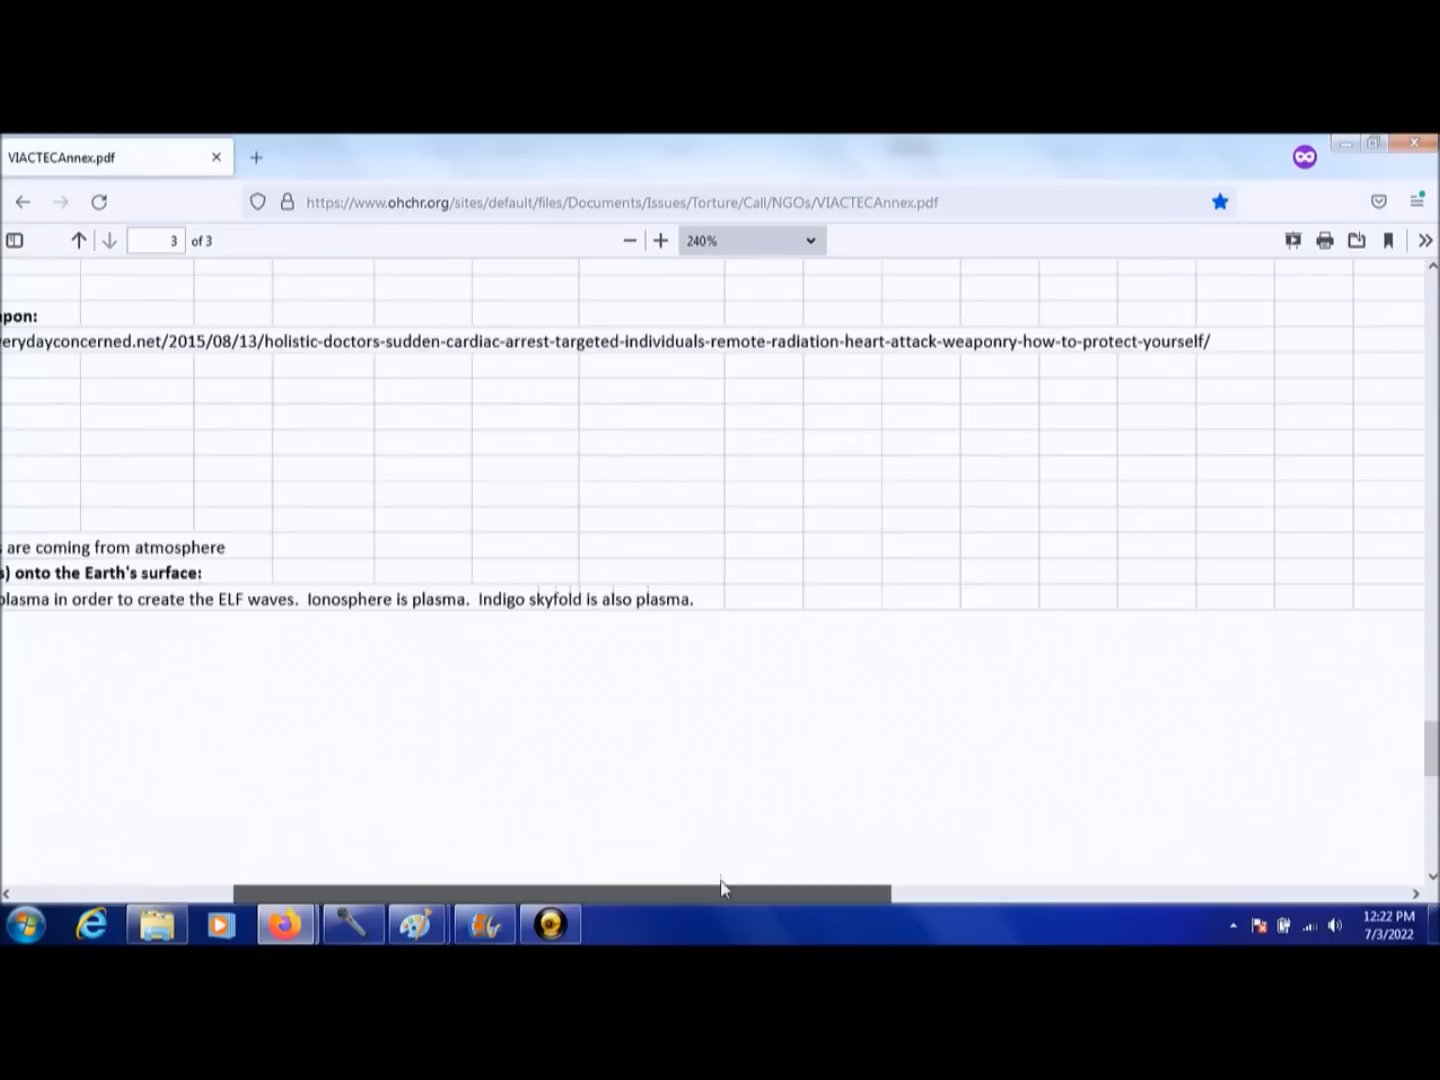 VIACTECAnnex.pdf
https://www.ohchr.org/sites/default/files/Documents/Issues/Torture/Call/NGOs/VIACTECAnnex.pdf
3 of 3
240%
pon:
erydayconcerned.net/2015/08/13/holistic-doctors-sudden-cardiac-arrest-targeted-individuals-remote-radiation-heart-attack-weaponry-how-to-protect-yourself/
s are coming from atmosphere
s) onto the Earth's surface:
plasma in order to create the ELF waves. Ionosphere is plasma. Indigo skyfold is also plasma.
12:22 PM
7/3/2022